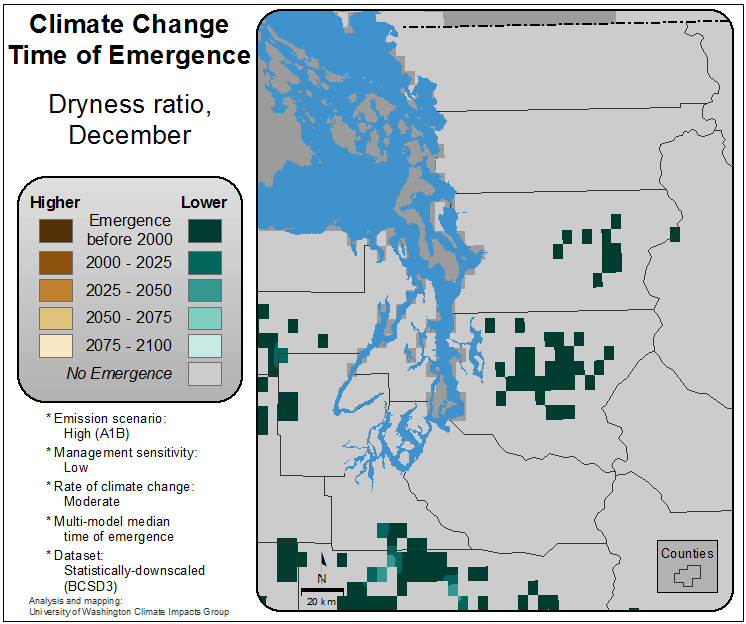 Climate Change
Time of Emergence
Dryness ratio,
December
Higher Lower
Emergence
before 2000
2000 - 2025
2025 - 2050
2050 - 2075
2075 - 2100
No Emergence
* Emission scenario:
High (A1B)
* Management sensitivity:
Low
* Rate of climate change:
Moderate
* Multi-model median
time of emergence
* Dataset:
Statistically-downscaled
(BCSD3)
Analysis and mapping:
University of Washington Climate Impacts Group
N
20 km
Counties